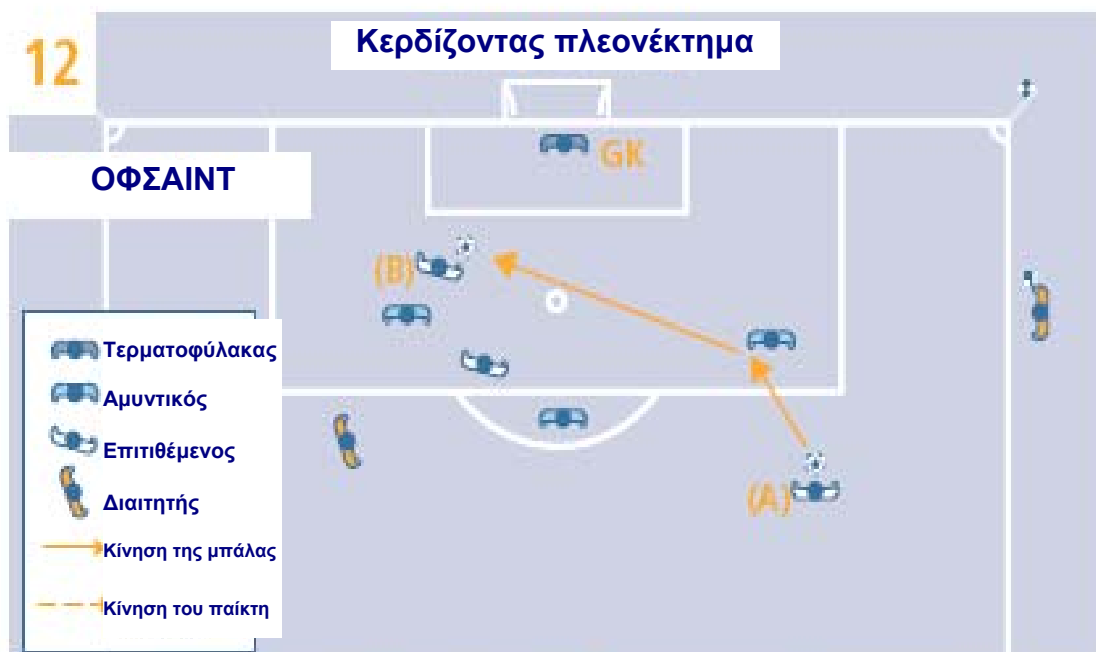 12
Κερδίζοντας πλεονέκτημα
GK
ΟΦΣΑΙΝΤ
(B)
Τερματοφύλακας
Αμυντικός
Επιτιθέμενος
Διαιτητής
(A)
Κίνηση της μπάλας
Κίνηση του παίκτη